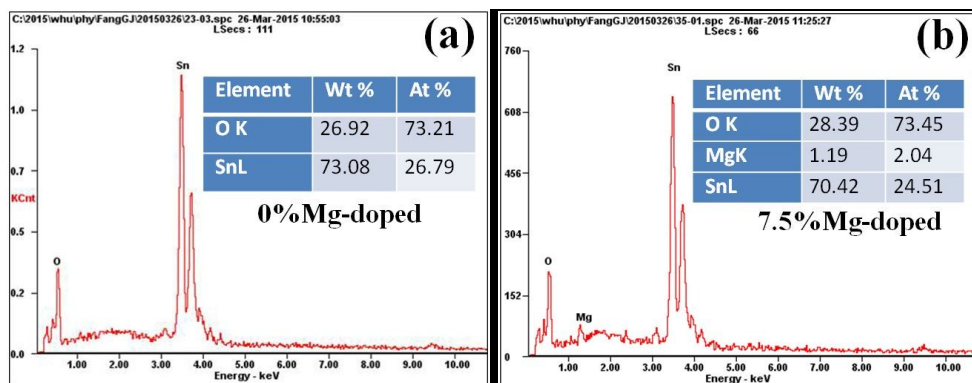 C:\2015\whu\phy\FangGJ\20150326\23-03.spc 26-Mar-2015 10:55:03
LSecs : 111
(a)
1.2
1.0
0.7
KCnt
0.5
0.2
0.0
Sn
O
Element Wt % At %
O K 26.92 73.21
SnL 73.08 26.79
0%Mg-doped
1.00 2.00 3.00 4.00 5.00 6.00 7.00 8.00 9.00 10.00
Energy - keV
C:\2015\whu\phy\FangGJ\20150326\35-01.spc 26-Mar-2015 11:25:27
LSecs : 66
(b)
760
608
456
304
152
0
Sn
O
Mg
Element Wt % At %
O K 28.39 73.45
MgK 1.19 2.04
SnL 70.42 24.51
7.5%Mg-doped
1.00 2.00 3.00 4.00 5.00 6.00 7.00 8.00 9.00 10.00
Energy - keV